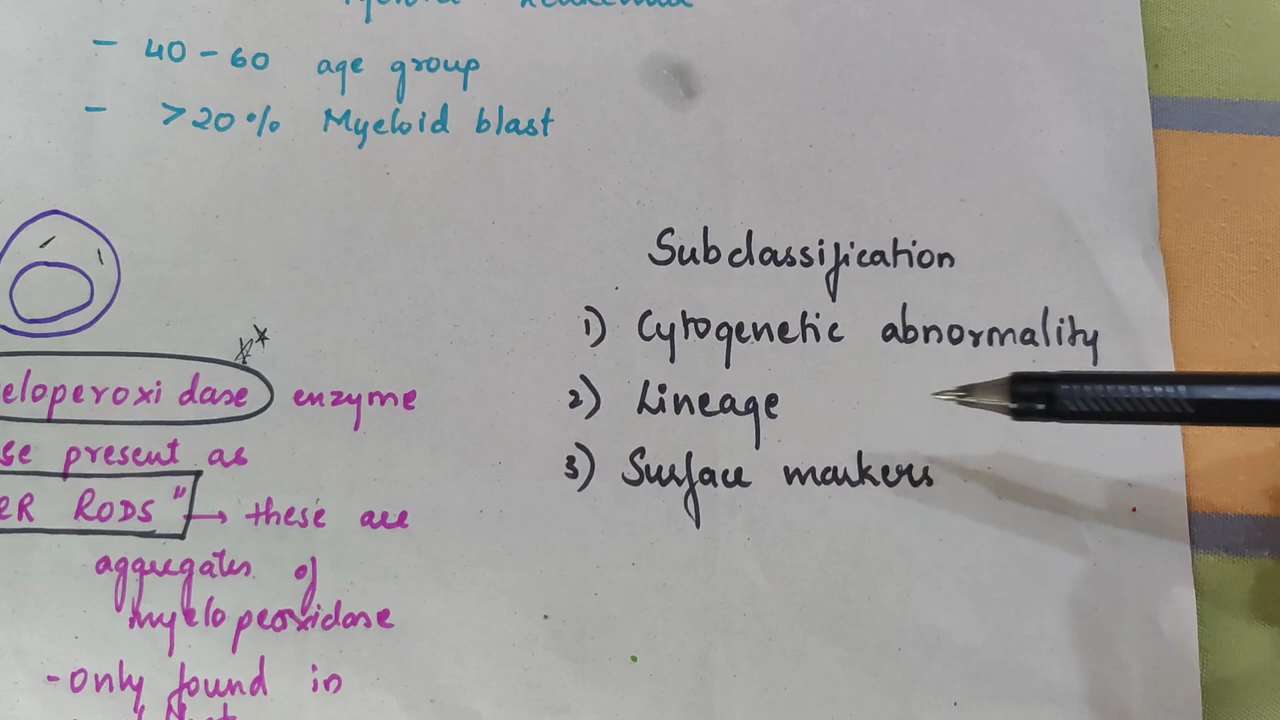 - 40-60 age group
- >20% Myeloid blast
Subclassification
1) Cytogenetic abnormality
2) Lineage
3) Surface markers
eloperoxidase enzyme
se present as
ER RODS" → these are
aggregates of
myeloperoxidase
- only found in